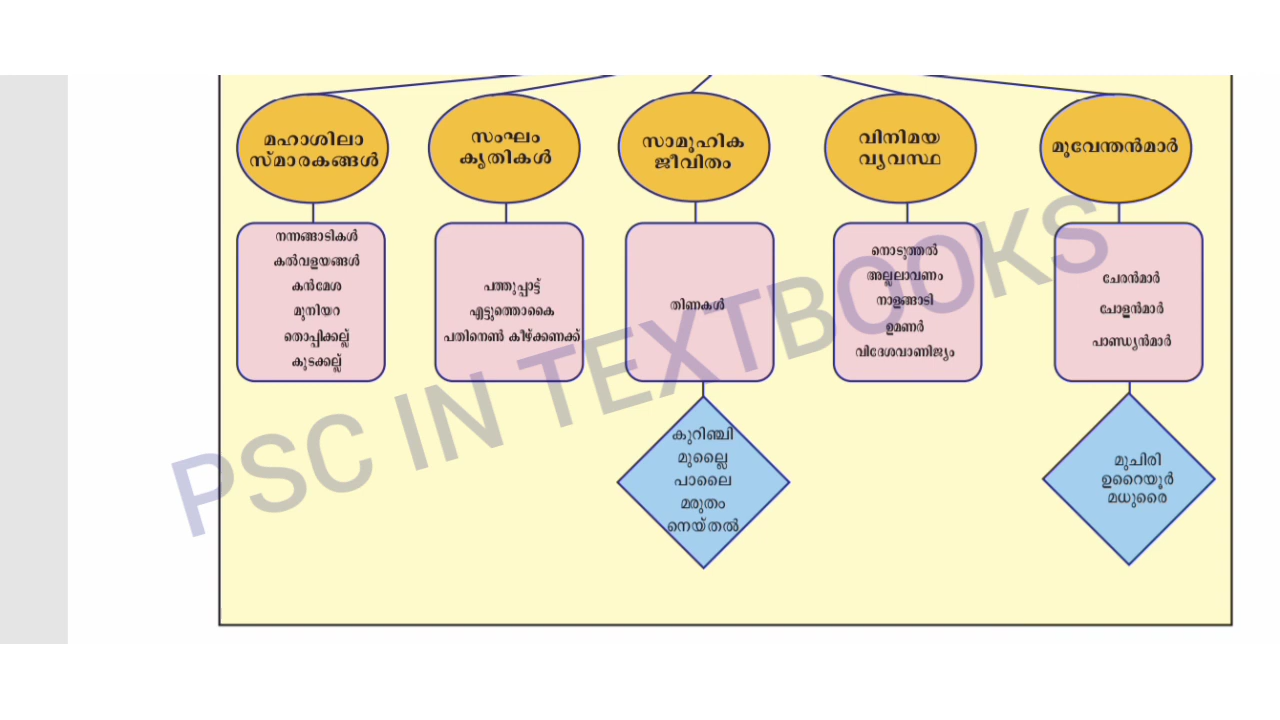 മഹാശിലാ
സ്മാരകങ്ങൾ
സംഘം
കൃതികൾ
സാമൂഹിക
ജീവിതം
വിനിമയ
വ്യവസ്ഥ
മൂവേന്തൻമാർ
നന്നങ്ങാടികൾ
കൽവളയങ്ങൾ
കൻമേശ
മുനിയറ
തൊപ്പിക്കല്ല്
കുടക്കല്ല്
പത്തുപ്പാട്ട്
എട്ടുത്തൊകൈ
പതിനെൺ കീഴ്ക്കണക്ക്
തിണകൾ
നൊടുത്തൽ
അല്ലലാവണം
നാളങ്ങാടി
ഉമണർ
വിദേശവാണിജ്യം
ചേരൻമാർ
ചോളൻമാർ
പാണ്ഡ്യൻമാർ
കുറിഞ്ചി
മുല്ലൈ
പാലൈ
മരുതം
നെയ്തൽ
മുചിരി
ഉറൈയൂർ
മധുരൈ
PSC IN TEXTBOOKS